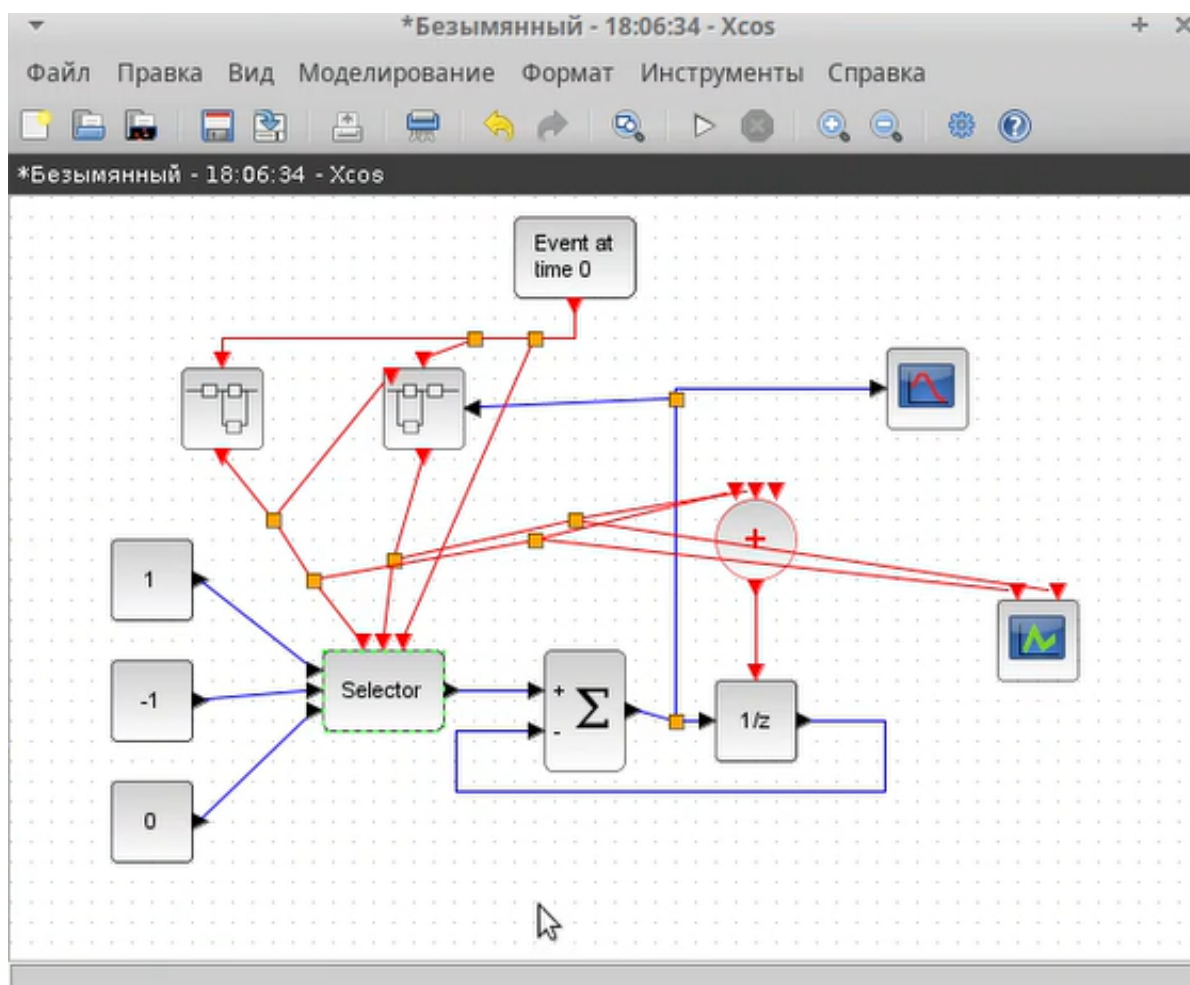 *Безымянный - 18:06:34 - Xcos
Файл Правка Вид Моделирование Формат Инструменты Справка
*Безымянный - 18:06:34 - Xcos
Event at
time 0
1
-1
0
Selector
+
-
Σ
1/z
+